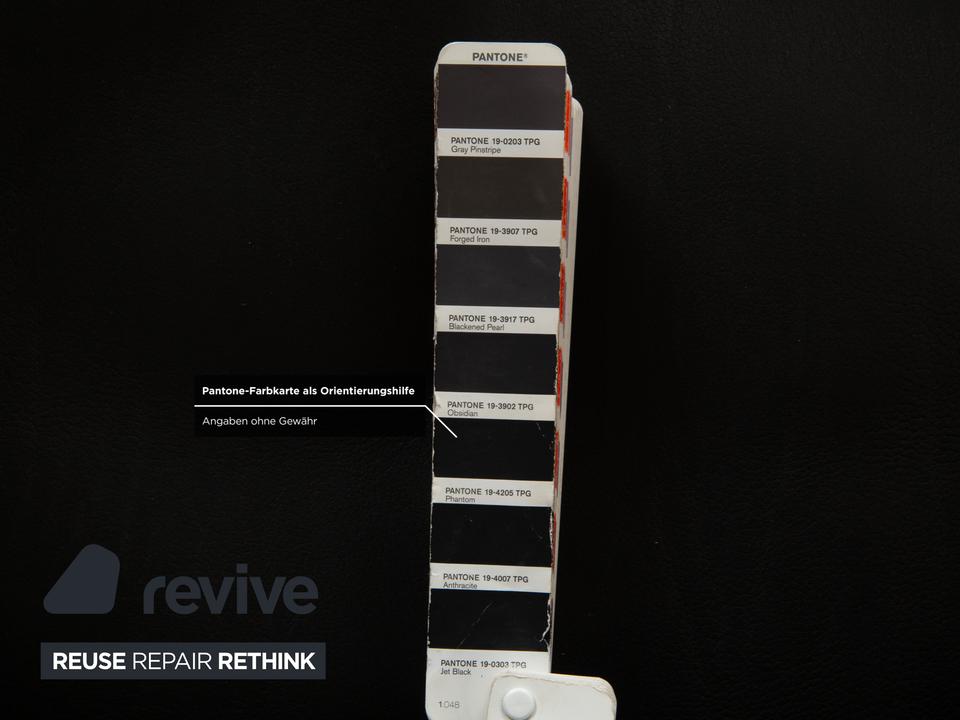 PANTONE®
PANTONE 19-0203 TPG
Gray Pinstripe
PANTONE 19-3907 TPG
Forged Iron
PANTONE 19-3917 TPG
Blackened Pearl
PANTONE 19-3902 TPG
Obsidian
PANTONE 19-4205 TPG
Phantom
PANTONE 19-4007 TPG
Anthracite
PANTONE 19-0303 TPG
Jet Black
1.048
Pantone-Farbkarte als Orientierungshilfe
Angaben ohne Gewähr
revive
REUSE REPAIR RETHINK